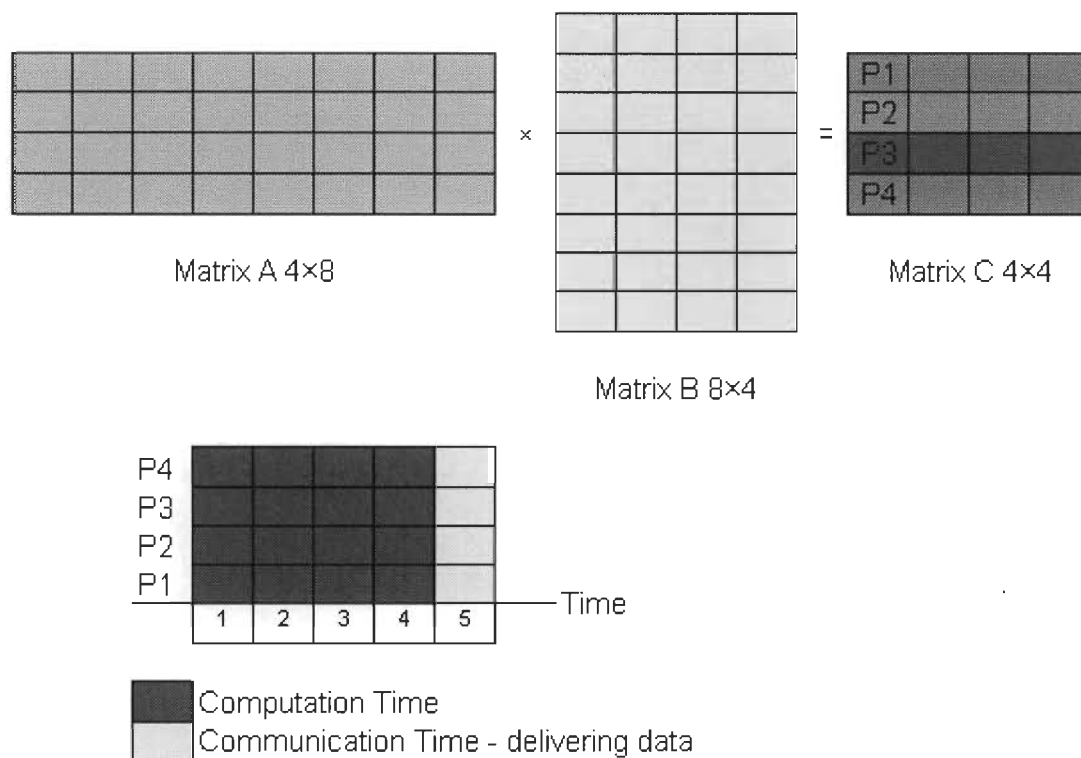 ×
=
P1
P2
P3
P4
Matrix A 4×8
Matrix C 4×4
Matrix B 8×4
P4
P3
P2
P1
Time
1 2 3 4 5
Computation Time
Communication Time - delivering data